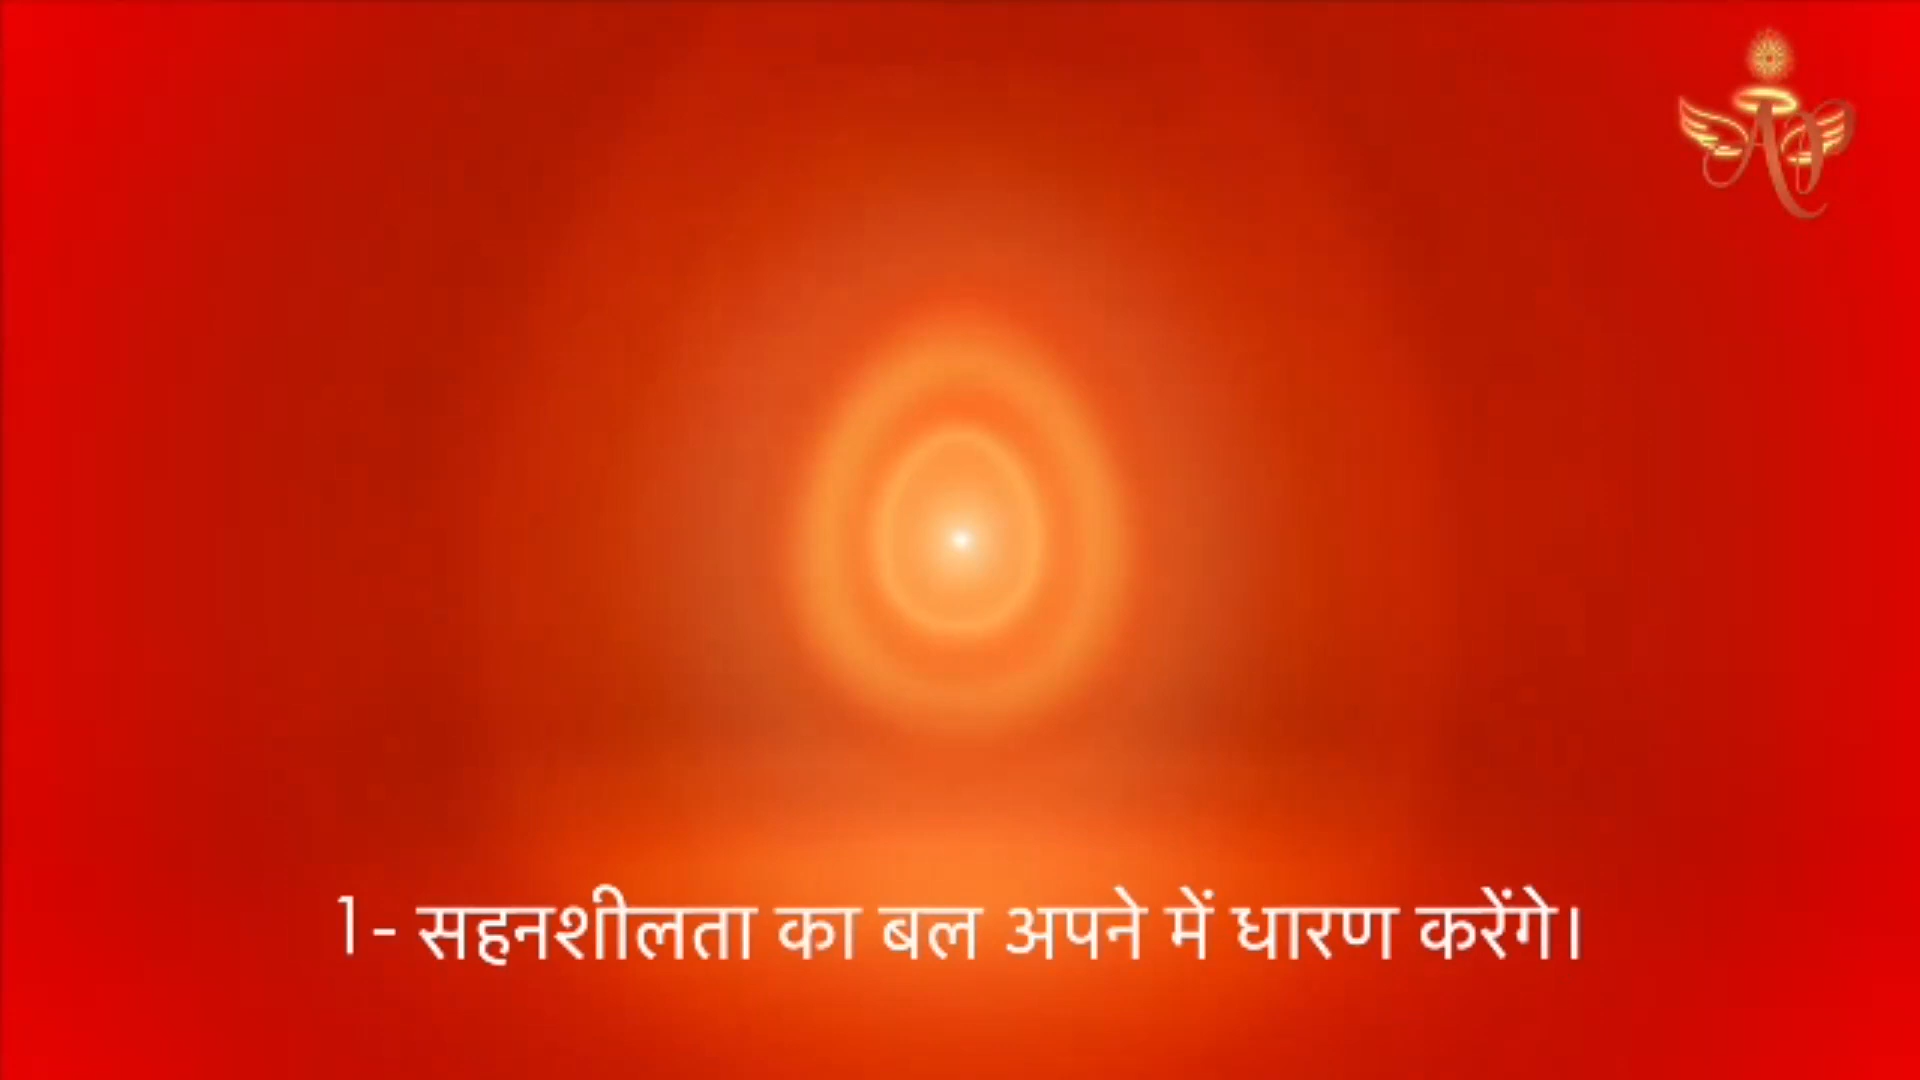 1- सहनशीलता का बल अपने में धारण करेंगे।